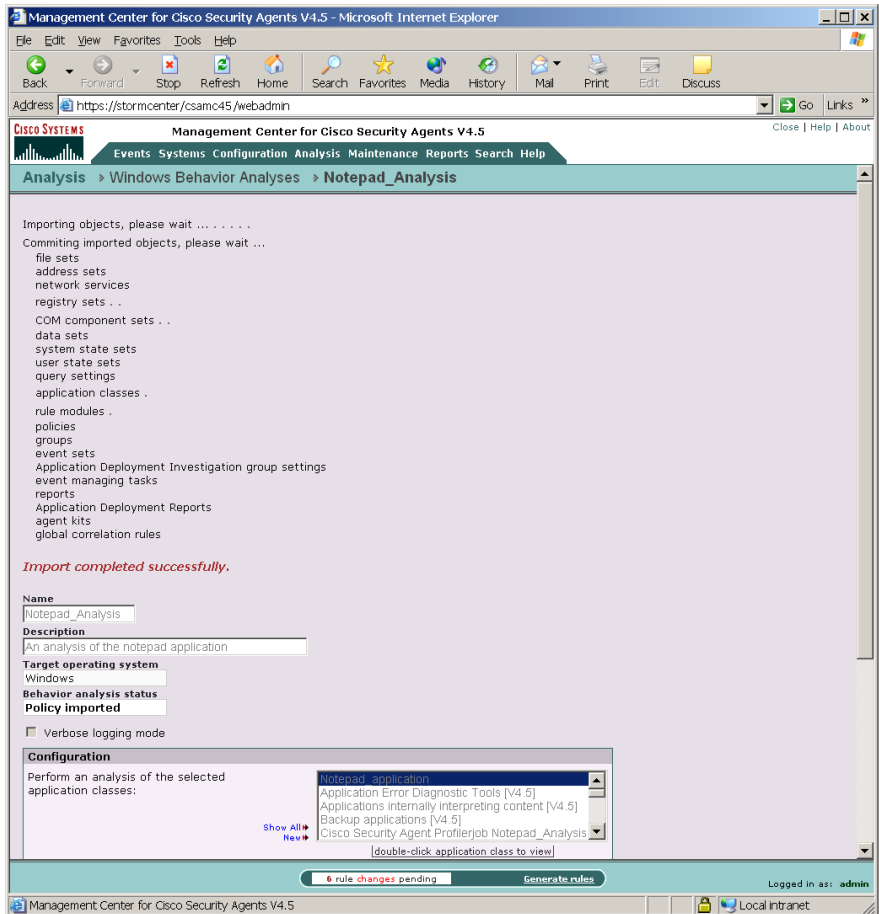 Management Center for Cisco Security Agents V4.5 - Microsoft Internet Explorer
File Edit View Favorites Tools Help
Back Forward Stop Refresh Home Search Favorites Media History Mail Print Edit Discuss
Address https://stormcenter/csamc45/webadmin Go Links »
CISCO SYSTEMS
Management Center for Cisco Security Agents V4.5
Close | Help | About
Events Systems Configuration Analysis Maintenance Reports Search Help
Analysis Windows Behavior Analyses Notepad_Analysis
Importing objects, please wait ... . . . . .
Commiting imported objects, please wait ...
file sets
address sets
network services
registry sets . .
COM component sets . .
data sets
system state sets
user state sets
query settings
application classes .
rule modules .
policies
groups
event sets
Application Deployment Investigation group settings
event managing tasks
reports
Application Deployment Reports
agent kits
global correlation rules
Import completed successfully.
Name
Notepad_Analysis
Description
An analysis of the notepad application
Target operating system
Windows
Behavior analysis status
Policy imported
Verbose logging mode
Configuration
Perform an analysis of the selected
application classes:
Show All
New
Notepad_application
Application Error Diagnostic Tools [V4.5]
Applications internally interpreting content [V4.5]
Backup applications [V4.5]
Cisco Security Agent Profilerjob Notepad_Analysis
double-click application class to view
6 rule changes pending Generate rules
Logged in as: admin
Management Center for Cisco Security Agents V4.5
Local intranet